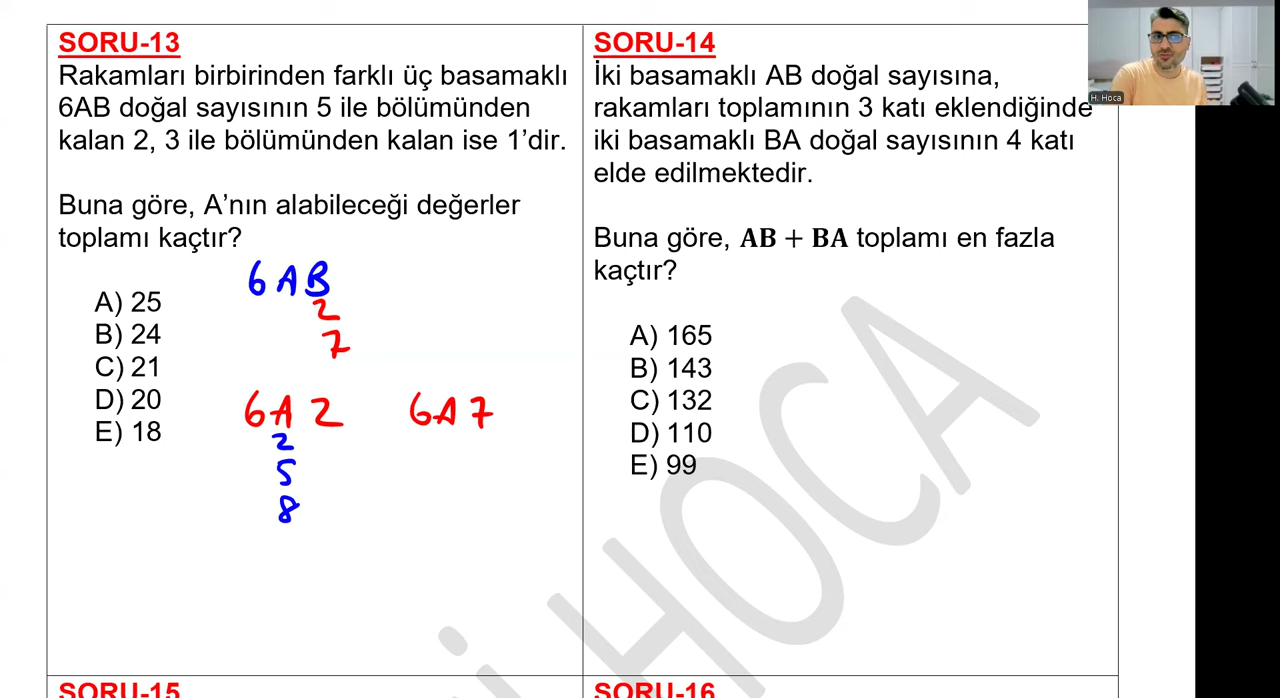 SORU-13
Rakamları birbirinden farklı üç basamaklı
6AB doğal sayısının 5 ile bölümünden
kalan 2, 3 ile bölümünden kalan ise 1’dir.
Buna göre, A’nın alabileceği değerler
toplamı kaçtır?
A) 25
B) 24
C) 21
D) 20
E) 18
6AB
2
7
6A2
6A7
2
5
8
SORU-14
İki basamaklı AB doğal sayısına,
rakamları toplamının 3 katı eklendiğinde
iki basamaklı BA doğal sayısının 4 katı
elde edilmektedir.
Buna göre, AB + BA toplamı en fazla
kaçtır?
A) 165
B) 143
C) 132
D) 110
E) 99
H. Hoca
i HOCA
SORU-15
SORU-16